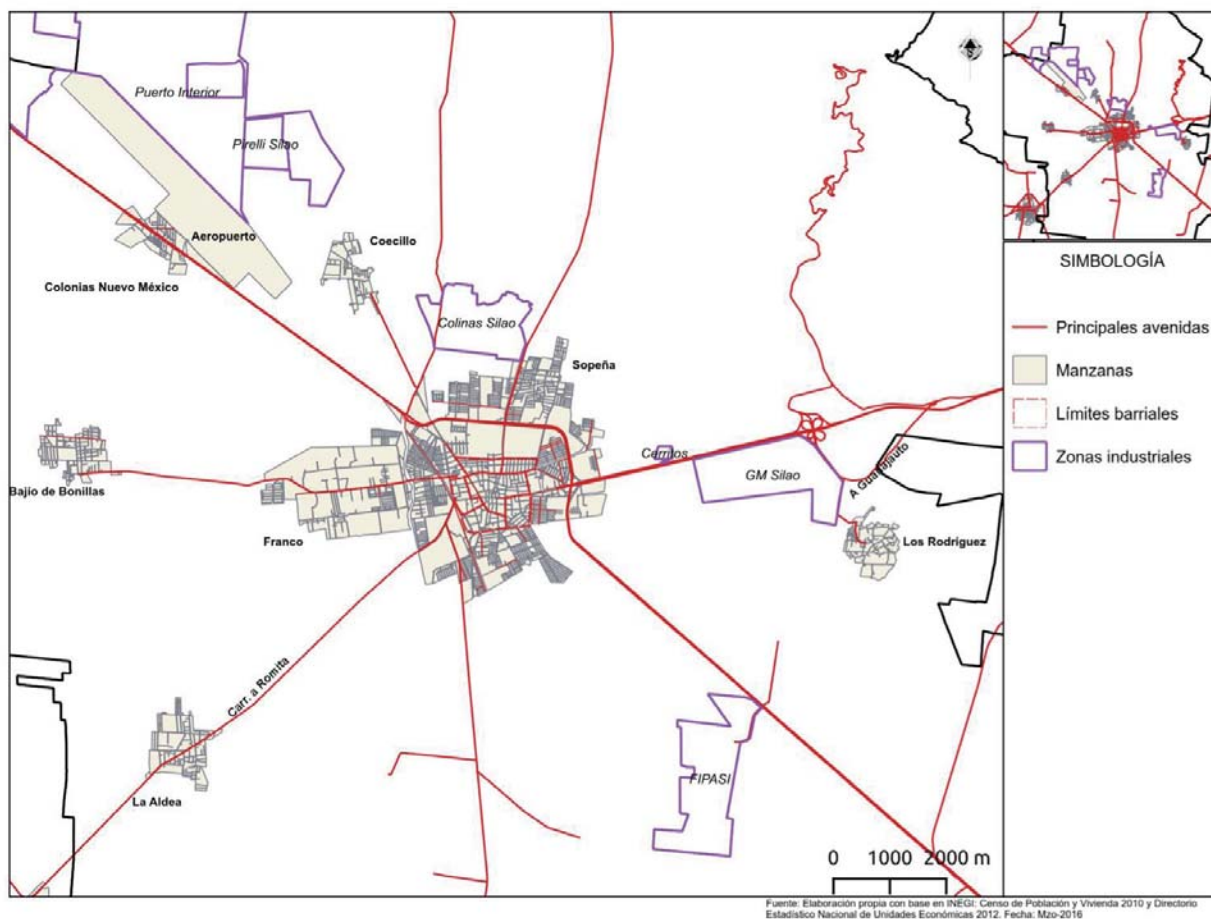 Puerto Interior
Pirelli Silao
Aeropuerto
Coecillo
Colonias Nuevo México
Colinas Silao
Sopeña
Cerritos
GM Silao
A Guanajauto
Bajío de Bonillas
Franco
Los Rodríguez
Carr. a Romita
La Aldea
FIPASI
0 1000 2000 m
SIMBOLOGÍA
Principales avenidas
Manzanas
Límites barriales
Zonas industriales
Fuente: Elaboración propia con base en INEGI: Censo de Población y Vivienda 2010 y Directorio
Estadístico Nacional de Unidades Económicas 2012. Fecha: Mzo-2016